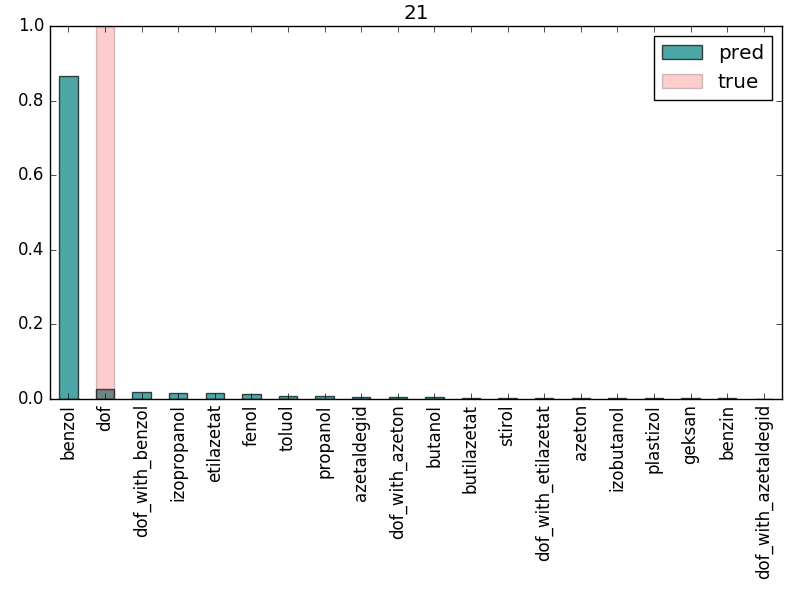 21
1.0
0.8
0.6
0.4
0.2
0.0
pred
true
benzol
dof
dof_with_benzol
izopropanol
etilazetat
fenol
toluol
propanol
azetaldegid
dof_with_azeton
butanol
butilazetat
stirol
dof_with_etilazetat
azeton
izobutanol
plastizol
geksan
benzin
dof_with_azetaldegid